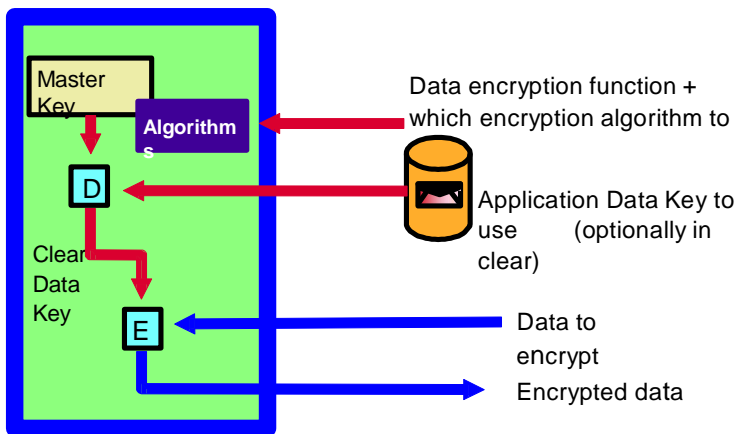 Master
Key
Algorithm
s
D
Clear
Data
Key
E
Data encryption function +
which encryption algorithm to
Application Data Key to
use (optionally in
clear)
Data to
encrypt
Encrypted data